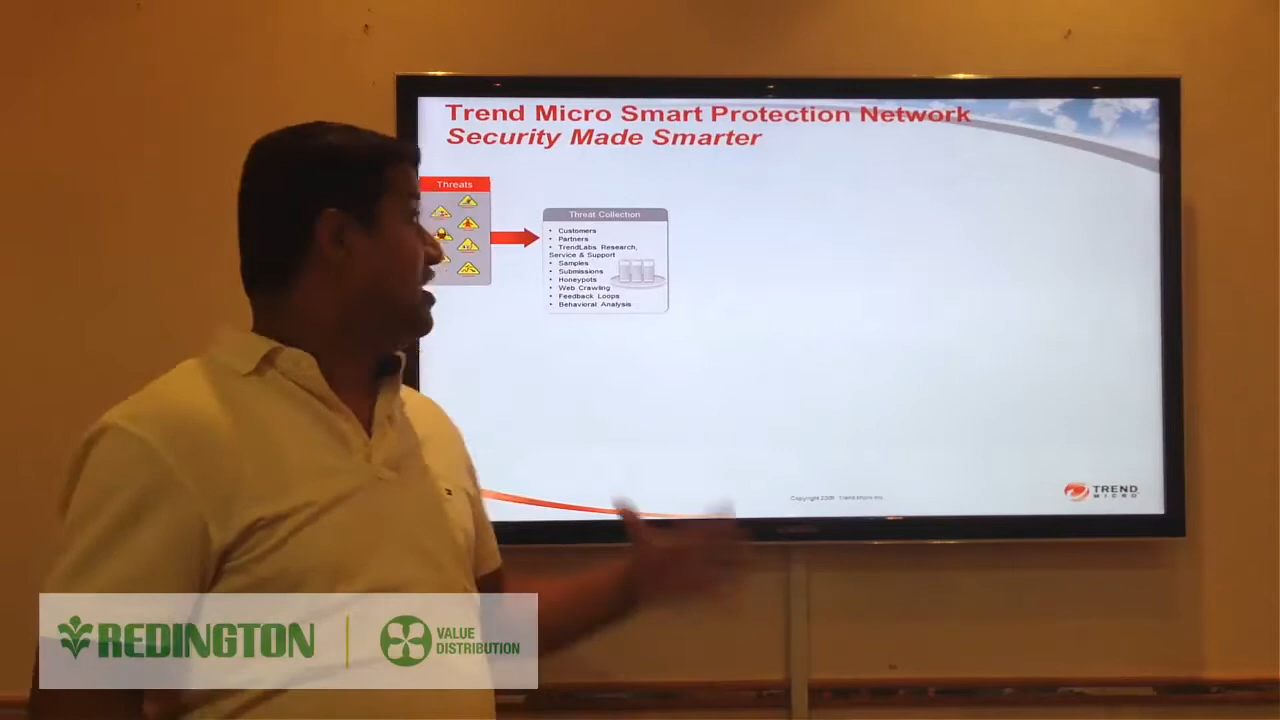 Trend Micro Smart Protection Network
Security Made Smarter
Threats
Threat Collection
• Customers
• Partners
• TrendLabs Research,
Service & Support
• Samples
• Submissions
• Honeypots
• Web Crawling
• Feedback Loops
• Behavioral Analysis
TREND
MICRO
REDINGTON
VALUE
DISTRIBUTION